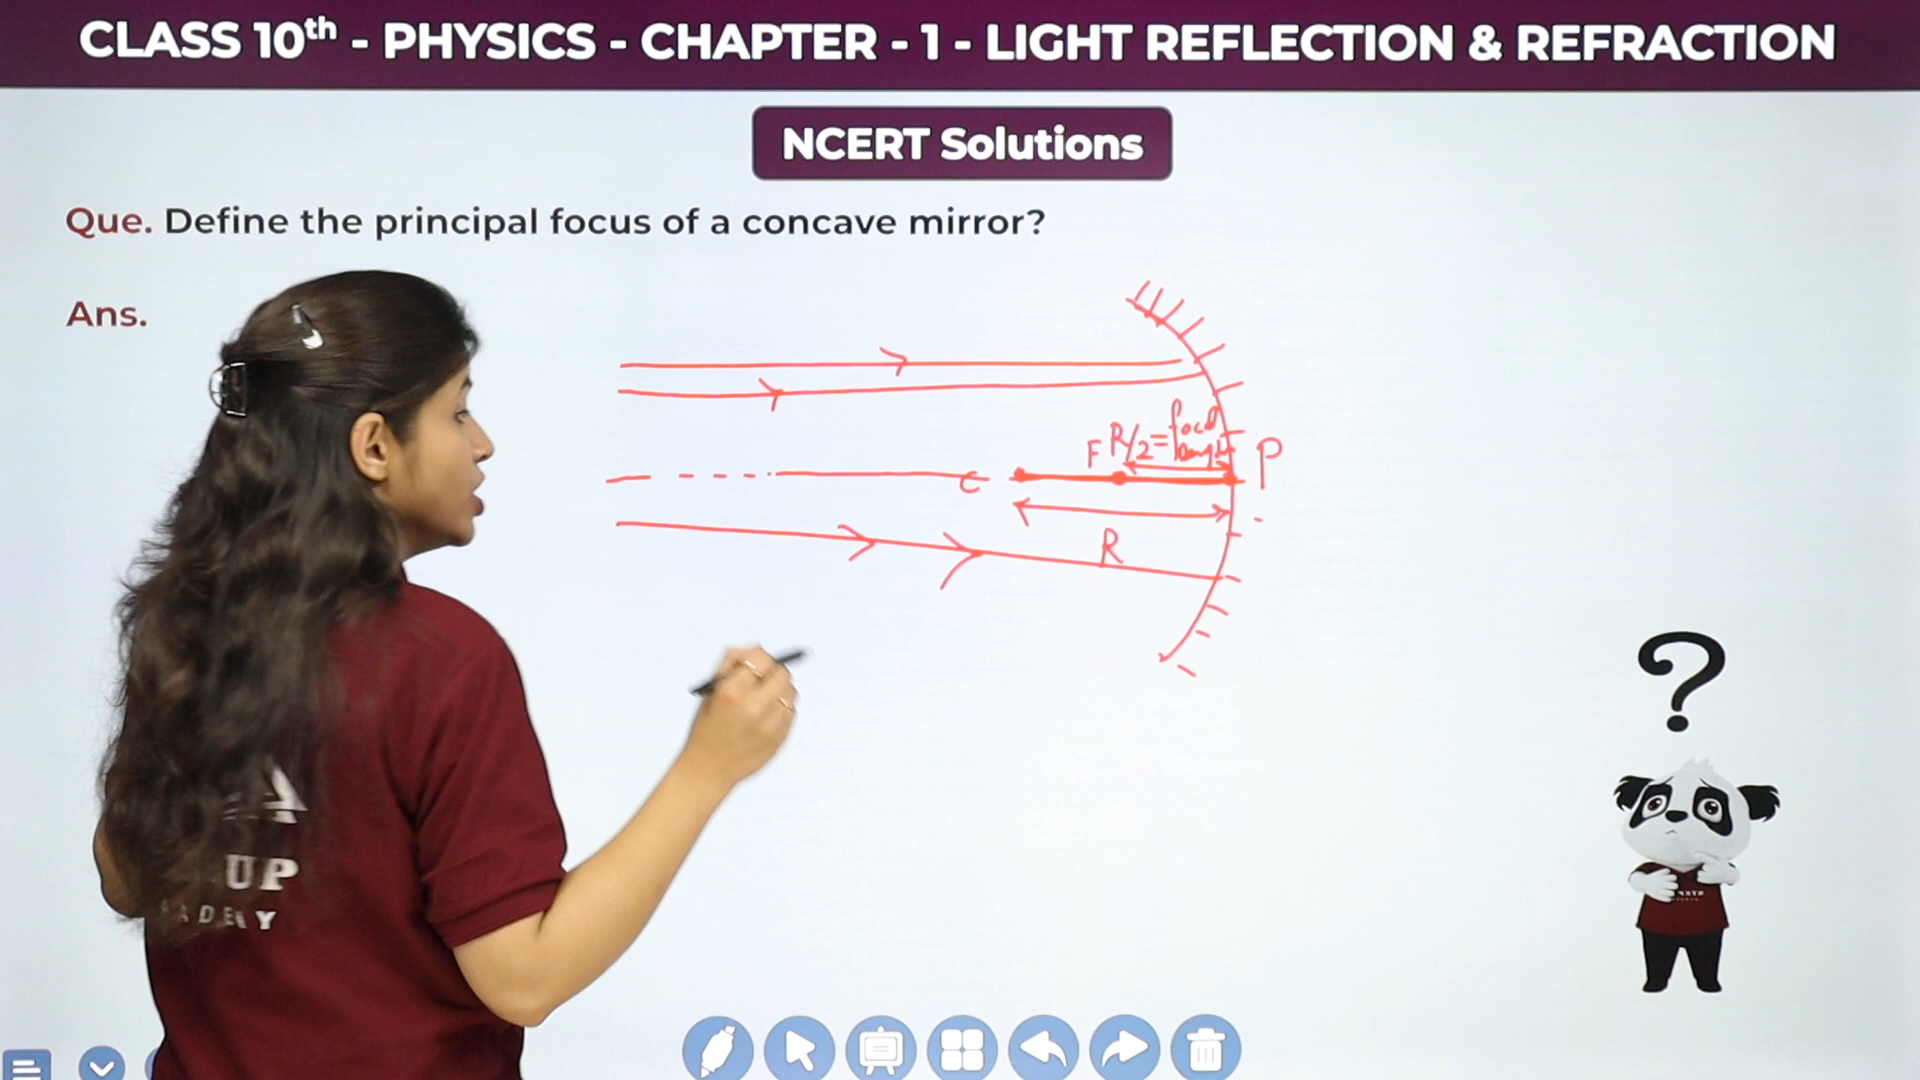 CLASS 10th - PHYSICS - CHAPTER - 1 - LIGHT REFLECTION & REFRACTION
NCERT Solutions
Que. Define the principal focus of a concave mirror?
Ans.
F R/2 = focal length P
C
R
?
UP